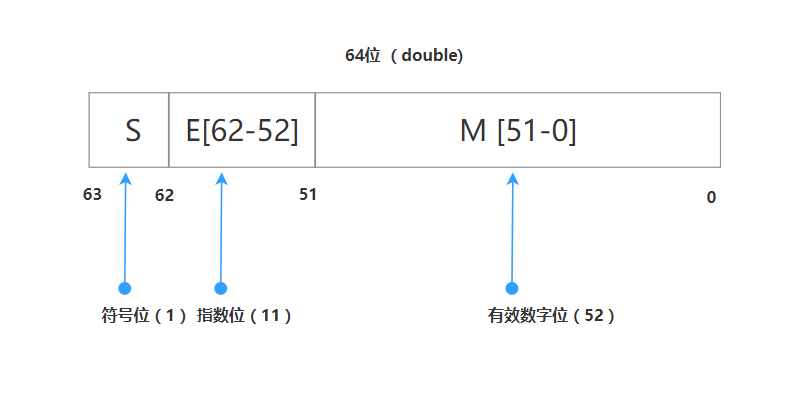 64位 （double)
S E[62-52] M [51-0]
63 62 51 0
符号位（1） 指数位（11） 有效数字位（52）